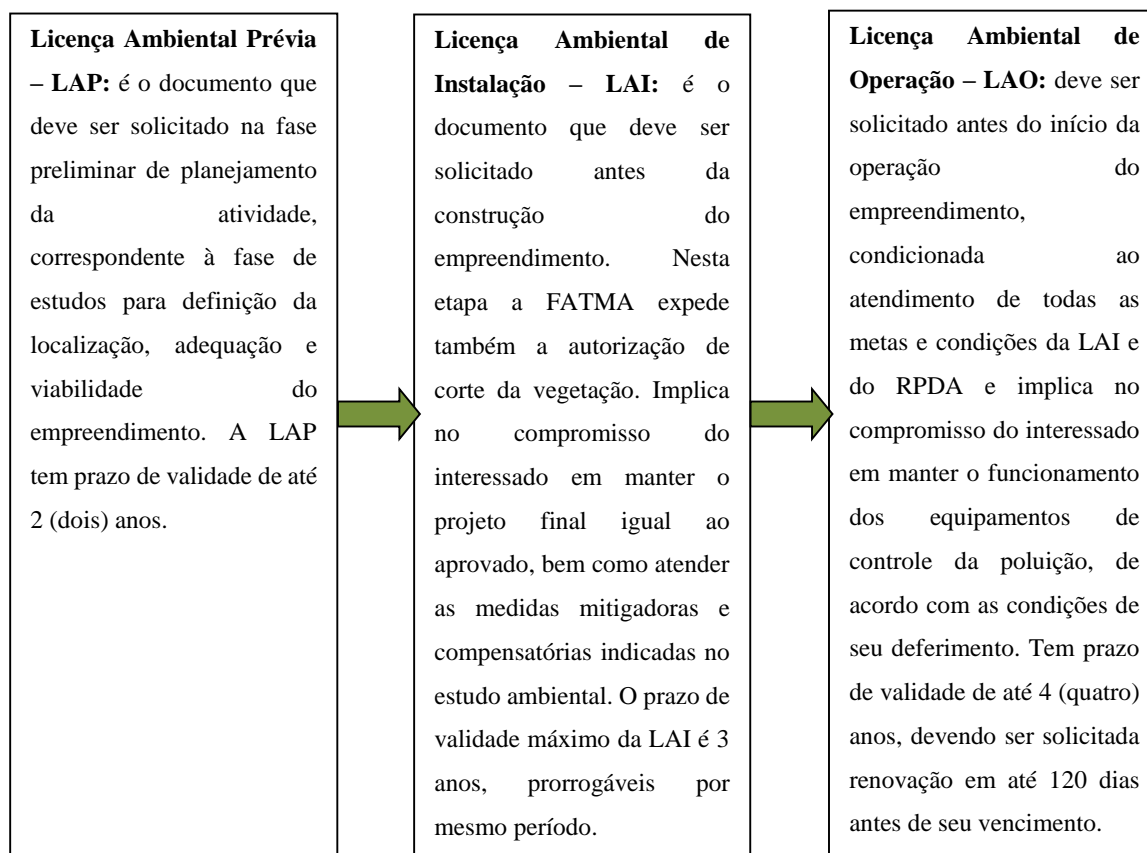 Licença Ambiental Prévia
– LAP: é o documento que
deve ser solicitado na fase
preliminar de planejamento
da atividade,
correspondente à fase de
estudos para definição da
localização, adequação e
viabilidade do
empreendimento. A LAP
tem prazo de validade de até
2 (dois) anos.
Licença Ambiental de
Instalação – LAI: é o
documento que deve ser
solicitado antes da
construção do
empreendimento. Nesta
etapa a FATMA expede
também a autorização de
corte da vegetação. Implica
no compromisso do
interessado em manter o
projeto final igual ao
aprovado, bem como atender
as medidas mitigadoras e
compensatórias indicadas no
estudo ambiental. O prazo de
validade máximo da LAI é 3
anos, prorrogáveis por
mesmo período.
Licença Ambiental de
Operação – LAO: deve ser
solicitado antes do início da
operação do
empreendimento,
condicionada ao
atendimento de todas as
metas e condições da LAI e
do RPDA e implica no
compromisso do interessado
em manter o funcionamento
dos equipamentos de
controle da poluição, de
acordo com as condições de
seu deferimento. Tem prazo
de validade de até 4 (quatro)
anos, devendo ser solicitada
renovação em até 120 dias
antes de seu vencimento.